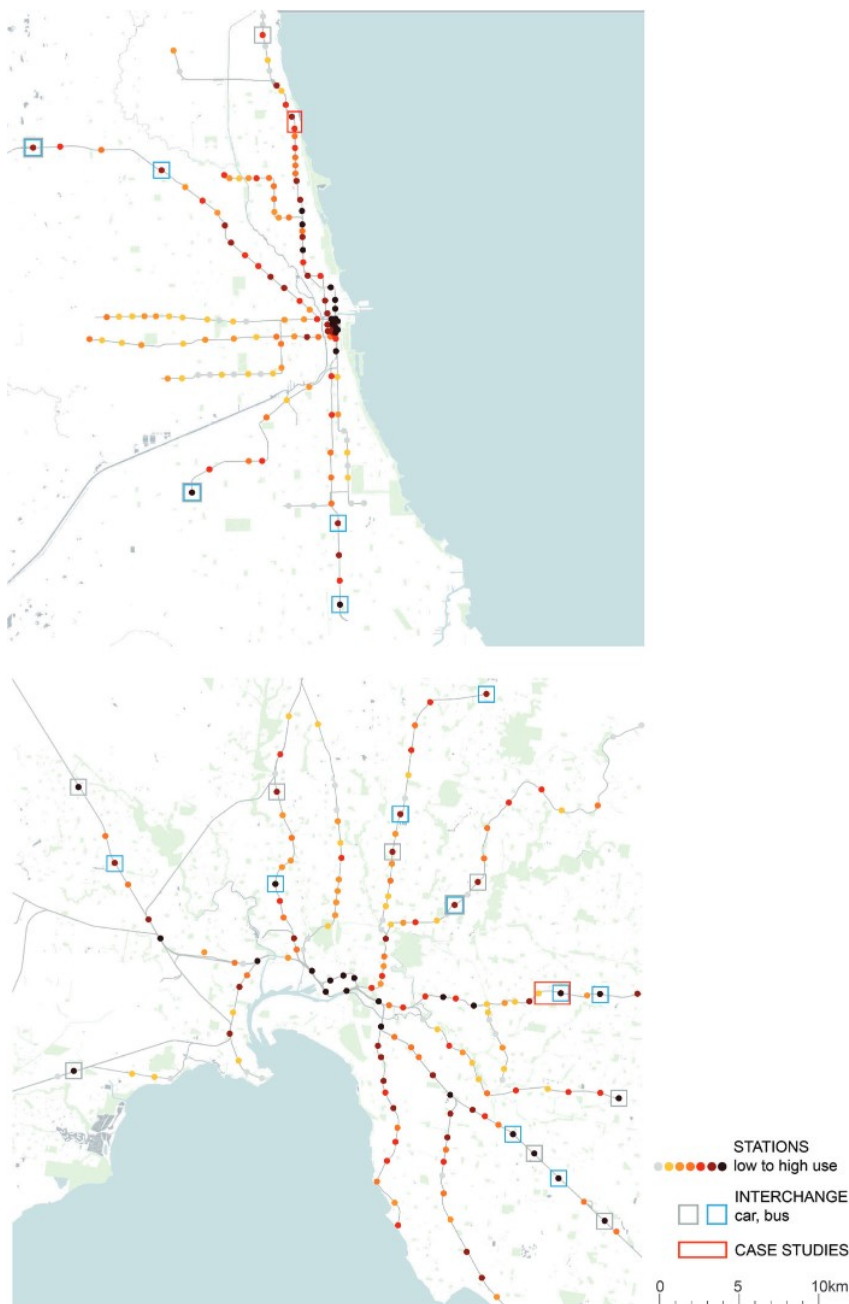 STATIONS
low to high use
INTERCHANGE
car, bus
CASE STUDIES
0 5 10km